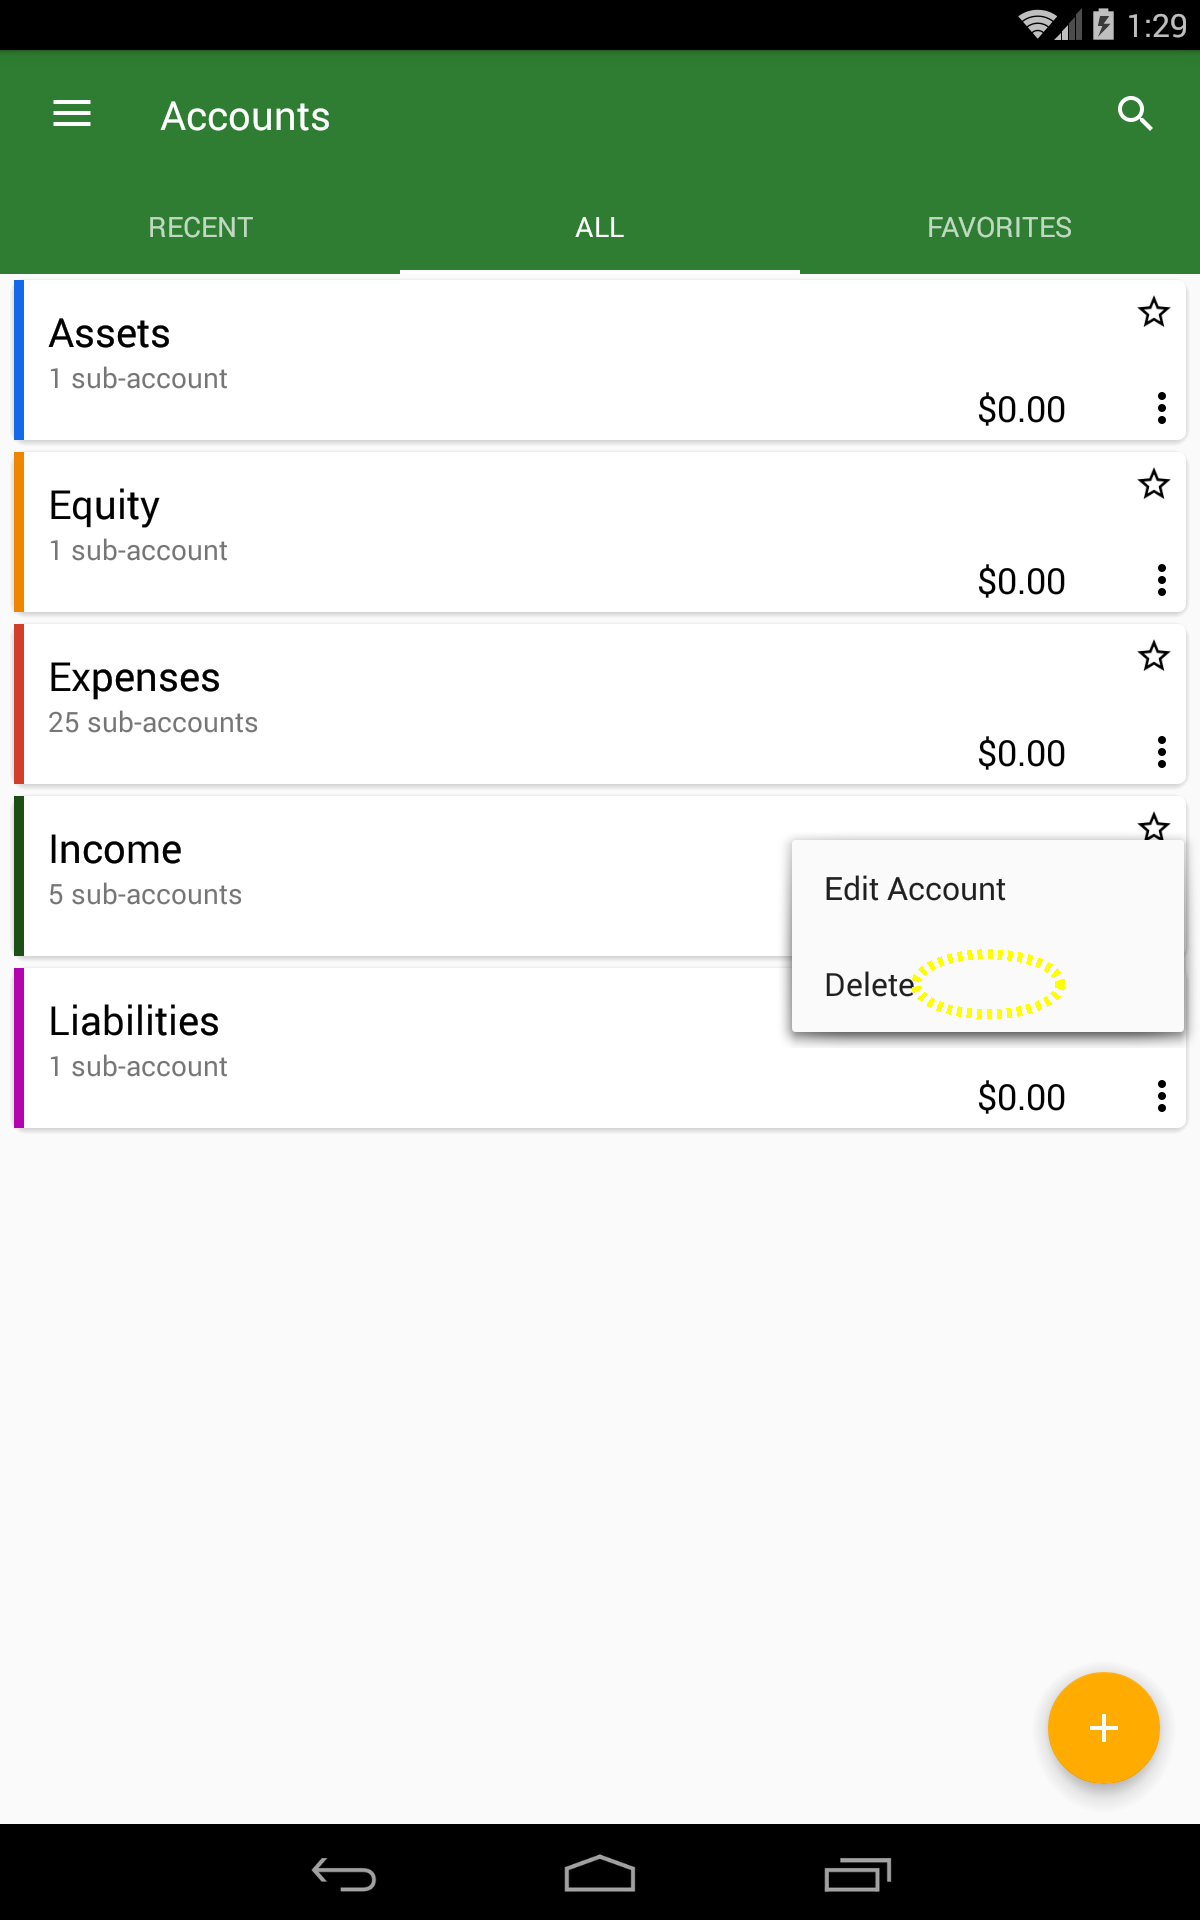 1:29
Accounts
RECENT ALL FAVORITES
Assets
1 sub-account
$0.00
Equity
1 sub-account
$0.00
Expenses
25 sub-accounts
$0.00
Income
5 sub-accounts
Edit Account
Delete
Liabilities
1 sub-account
$0.00